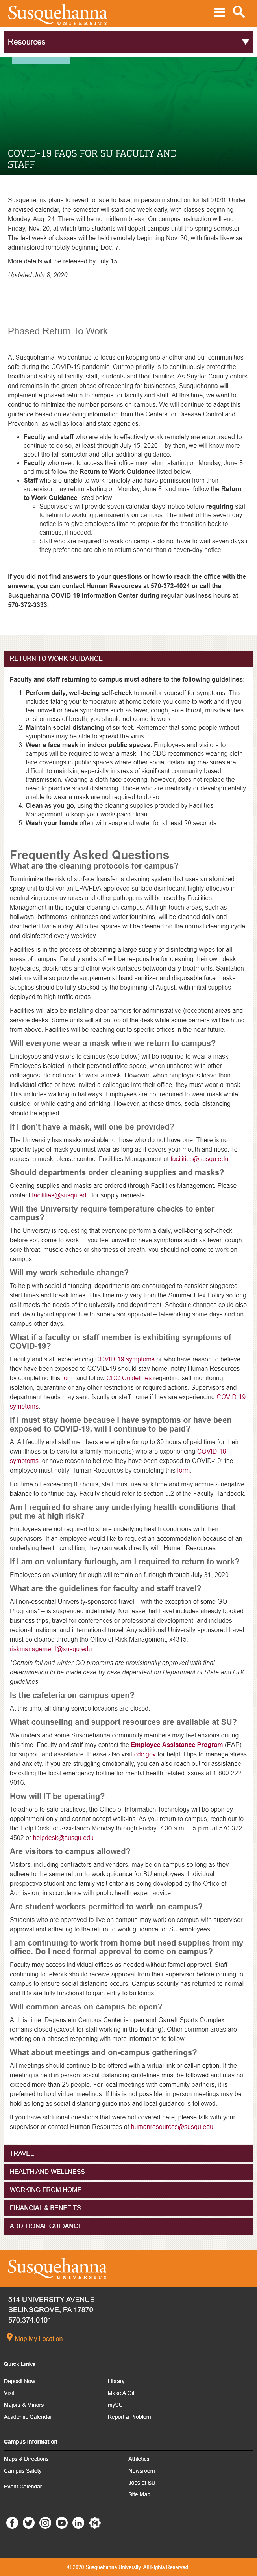 Susquehanna
UNIVERSITY
Resources
COVID-19 FAQS FOR SU FACULTY AND
STAFF
Susquehanna plans to revert to face-to-face, in-person instruction for fall 2020. Under
a revised calendar, the semester will start one week early, with classes beginning
Monday, Aug. 24. There will be no midterm break. On-campus instruction will end
Friday, Nov. 20, at which time students will depart campus until the spring semester.
The last week of classes will be held remotely beginning Nov. 30, with finals likewise
administered remotely beginning Dec. 7.
More details will be released by July 15.
Updated July 8, 2020
Phased Return To Work
At Susquehanna, we continue to focus on keeping one another and our communities
safe during the COVID-19 pandemic. Our top priority continues to be protecting the
health and safety of faculty, staff, students and their families. As Snyder County enters
and remains in the green phase of easing restrictions for businesses, Susquehanna will
implement a phased return to campus for faculty and staff. At this time, we want to
continue to minimize the number persons on campus. We will continue to adapt this
guidance based on evolving information from the Centers for Disease Control and
Prevention, as well as local and state agencies.
• Faculty and staff who are able to effectively work remotely are encouraged to
continue to do so, at least through July 15, 2020 – by then, we will know more
about the fall semester and offer additional guidance.
• Faculty who need to access their office may return starting on Monday, June 8,
and must follow the Return to Work Guidance listed below.
• Staff who are unable to work remotely and have permission from their
supervisor may return starting on Monday, June 8, and must follow the Return
to Work Guidance listed below.
Supervisors will provide seven calendar days' notice before requiring staff
to return to working permanently on-campus. The intent of the seven-day
notice is to give employees time to prepare for the transition back to
campus, if needed.
Staff who are required to work on campus do not have to wait seven days if
they prefer and are able to return sooner than a seven-day notice.
If you did not find answers to your questions or how to reach the office with the
answers, you can contact Human Resources at 570-372-4024 or call the
Susquehanna COVID-19 Information Center during regular business hours at
570-372-3333.
RETURN TO WORK GUIDANCE
Faculty and staff returning to campus must adhere to the following guidelines:
1. Perform daily, well-being self-check to monitor yourself for symptoms. This
includes taking your temperature at home before you come to work and if you
feel unwell or have symptoms such as fever, cough, sore throat, muscle aches,
or shortness of breath, you should not come to work.
2. Maintain social distancing of six feet. Remember that some people without
symptoms may be able to spread the virus.
3. Wear a face mask in indoor public spaces. Employees and visitors to
campus will be required to wear a mask. The CDC recommends wearing cloth
face coverings in public spaces where other social distancing measures are
difficult to maintain, especially in areas of significant community-based
transmission. Wearing a cloth face covering, however, does not replace the
need to practice social distancing. Those who are medically or developmentally
unable to wear a mask are not required to do so.
4. Clean as you go, using the cleaning supplies provided by Facilities
Management to keep your workspace clean.
5. Wash your hands often with soap and water for at least 20 seconds.
Frequently Asked Questions
What are the cleaning protocols for campus?
To minimize the risk of surface transfer, a cleaning system that uses an atomized
spray to deliver an EPA/FDA-approved surface disinfectant proven highly effective in
neutralizing coronaviruses and other pathogens will be used by Facilities
Management in the regular cleaning of campus. All high-touch areas, such as
hallways, bathrooms, entrances and water fountains, will be cleaned daily and
disinfected twice a day. All other spaces will be cleaned on the normal cleaning cycle
and disinfected every weekday.
Facilities is in the process of obtaining a large supply of disinfecting supplies for all
areas of campus. Faculty and staff will be responsible for cleaning their own desk,
keyboards, doorknobs and other work surfaces between daily treatments. Sanitation
supplies will also be provided for classrooms. Hand sanitizer and disposable masks
are limited. Supplies should be fully stocked by the beginning of August, with initial supplies
deployed to high traffic areas.
Facilities will also be installing clear barriers for administrative (reception) areas and
service desks. Some units will sit on top of the desk while some barriers will be hung
from above. Facilities will be reaching out to specific offices in the near future.
Will everyone wear a mask when we return to campus?
Employees and visitors to campus (see below) will be required to wear a mask.
Employees isolated in their personal office space, when unshared with
colleagues, do not need to wear a mask. However, when employees leave their
individual office or when invited a colleague into their offices, they must wear a mask.
This includes when walking in hallways. Employees are not required to wear a mask while
outside, or while eating and drinking. However, at those times, social distancing
should be applied.
If I don't have a mask, will one be provided?
The University has masks available to those who do not have one. There is no
specific type of mask you must wear so long as it covers your mouth and nose. To
request a mask, please contact Facilities Management at facilities@susqu.edu.
Should departments order cleaning supplies and masks?
Cleaning supplies and masks are ordered through Facilities Management. Please
contact facilities@susqu.edu for supply requests.
Will the University require temperature checks to enter
campus?
The University is requesting that everyone perform a daily, well-being self-check
before you come to work. If you feel unwell or have symptoms such as fever, cough,
sore throat, muscle aches or shortness of breath, you should stay home or leave
campus.
Will my work schedule change?
To help with social distancing, departments are encouraged to consider staggered
start times and break times. This has little impact from the Summer Flex Policy so long
as it meets the needs of the university and department. Schedule changes could also
include a hybrid approach – with supervisor approval – interweaving some work on
campus other days.
What if a faculty or staff member is exhibiting symptoms of
COVID-19?
Faculty and staff experiencing COVID-19 symptoms or who have reason to believe
they have been exposed to COVID-19 should stay home, notify Human Resources
by completing this form and follow CDC Guidelines regarding self-monitoring,
isolation, quarantine or any other restrictions or reactions required. Supervisors and
department heads may send faculty or staff home if they are experiencing COVID-19
symptoms.
If I must stay home because I have symptoms or have been
exposed to COVID-19, will I continue to be paid?
A: All faculty and staff members are eligible for up to 80 hours of paid time for their
own illness or to care for a family member(s) who are experiencing COVID-19
symptoms or had reason to believe they have been exposed to COVID-19; the
employee must notify Human Resources by completing this form.
For time off exceeding 80 hours, staff must use sick time and may accrue a negative
balance to continue pay. Faculty should refer to section 5.2 of the Faculty Handbook.
Am I required to share any underlying health conditions that
put me at high risk?
Employees are not required to share underlying health conditions with their
supervisors. If an employee would like to request an accommodation because of an
underlying health condition, they can work directly with Human Resources.
If I am on voluntary furlough, am I required to return to work?
Employees on voluntary furlough will remain on furlough through July 31, 2020.
What are the guidelines for faculty and staff travel?
All non-essential University-sponsored travel – with the exception of some GO
Programs* – is suspended indefinitely. Non-essential travel includes already booked
business trips, travel for conferences or professional development, and includes
regional, national and international travel. Any additional University-sponsored travel
must be initiated through the Office of Risk Management, x4315,
riskmanagement@susqu.edu.
*Certain fall and winter GO programs are provisionally approved with final
determination to be made case-by-case dependent on Department of State and CDC
guidelines.
Is the cafeteria on campus open?
At this time, all dining service locations are closed.
What counseling and support resources are available at SU?
We understand some Susquehanna community members may feel anxious during
this time. Faculty and staff may contact the Employee Assistance Program (EAP)
for support and assistance. Please also visit cdc.gov for helpful tips to manage stress
and anxiety. If you are struggling emotionally, you can also reach out for assistance
by calling the local emergency hotline for mental health-related issues at 1-800-222-
9016.
How will IT be operating?
To adhere to safe practices, the Office of Information Technology will be open by
appointment only and cannot accept walk-ins. As you return to campus, reach out to
the Help Desk for assistance Monday through Friday, 7:30 a.m. – 5 p.m. at 570-372-
4502 or helpdesk@susqu.edu.
Are visitors to campus allowed?
Visitors, including contractors and vendors, may be on campus so long as they
adhere to the social distancing guidelines for SU employees. Individual
prospective student and family visit criteria is being developed by the Office of
Admission, in accordance with public health expert advice.
Are student workers permitted to work on campus?
Students who are approved to live on campus may work on campus with supervisor approval
and adhering to the return-to-work guidance for SU employees.
I am continuing to work from home but need supplies from my
office. Do I need formal approval to come on campus?
Faculty may access individual offices as needed without formal approval. Staff
continuing to telework should receive approval from their supervisor before coming to
their designated workspace on campus. Campus security has returned to normal
and IDs are fully functional to gain entry to buildings.
Will common areas on campus be open?
At this time, Degenstein Campus Center is open and Garrett Sports Complex
remains closed (except for staff working in the building). Other common areas are
working on a phased reopening with more information to follow.
What about meetings and on-campus gatherings?
All meetings should continue to be offered with a virtual link or dial-in capability. If the
meeting is held in person, social distancing guidelines must be followed and may not
exceed more than 25 people. For local meetings with community partners, it is
preferred to hold virtual meetings. If this is not possible, in-person meetings may be
held as long as social distancing guidelines and local guidance is followed.
If you have additional questions that were not covered here, please talk with your
supervisor or contact Human Resources at humanresources@susqu.edu.
TRAVEL
HEALTH AND WELLNESS
WORKING FROM HOME
FINANCIAL & BENEFITS
ADDITIONAL GUIDANCE
Susquehanna
UNIVERSITY
514 UNIVERSITY AVENUE
SELINSGROVE, PA 17870
570.374.0101
Map My Location
Quick Links
Deposit Now
Library
Visit
Make A Gift
Majors & Minors
mySU
Academic Calendar
Report a Problem
Campus Information
Maps & Directions
Athletics
Campus Safety
Newsroom
Jobs at SU
Event Calendar
Site Map
© 2020 Susquehanna University. All Rights Reserved.